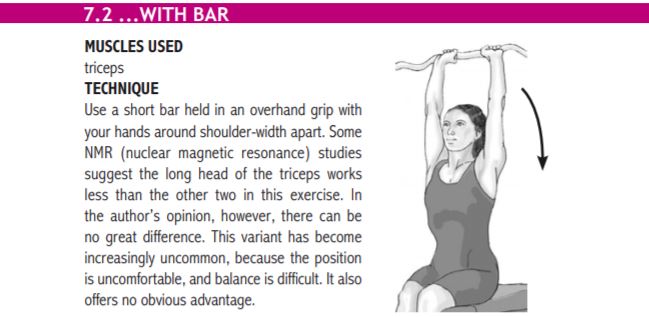 7.2 ...WITH BAR
MUSCLES USED
triceps
TECHNIQUE
Use a short bar held in an overhand grip with
your hands around shoulder-width apart. Some
NMR (nuclear magnetic resonance) studies
suggest the long head of the triceps works
less than the other two in this exercise. In
the author's opinion, however, there can be
no great difference. This variant has become
increasingly uncommon, because the position
is uncomfortable, and balance is difficult. It also
offers no obvious advantage.